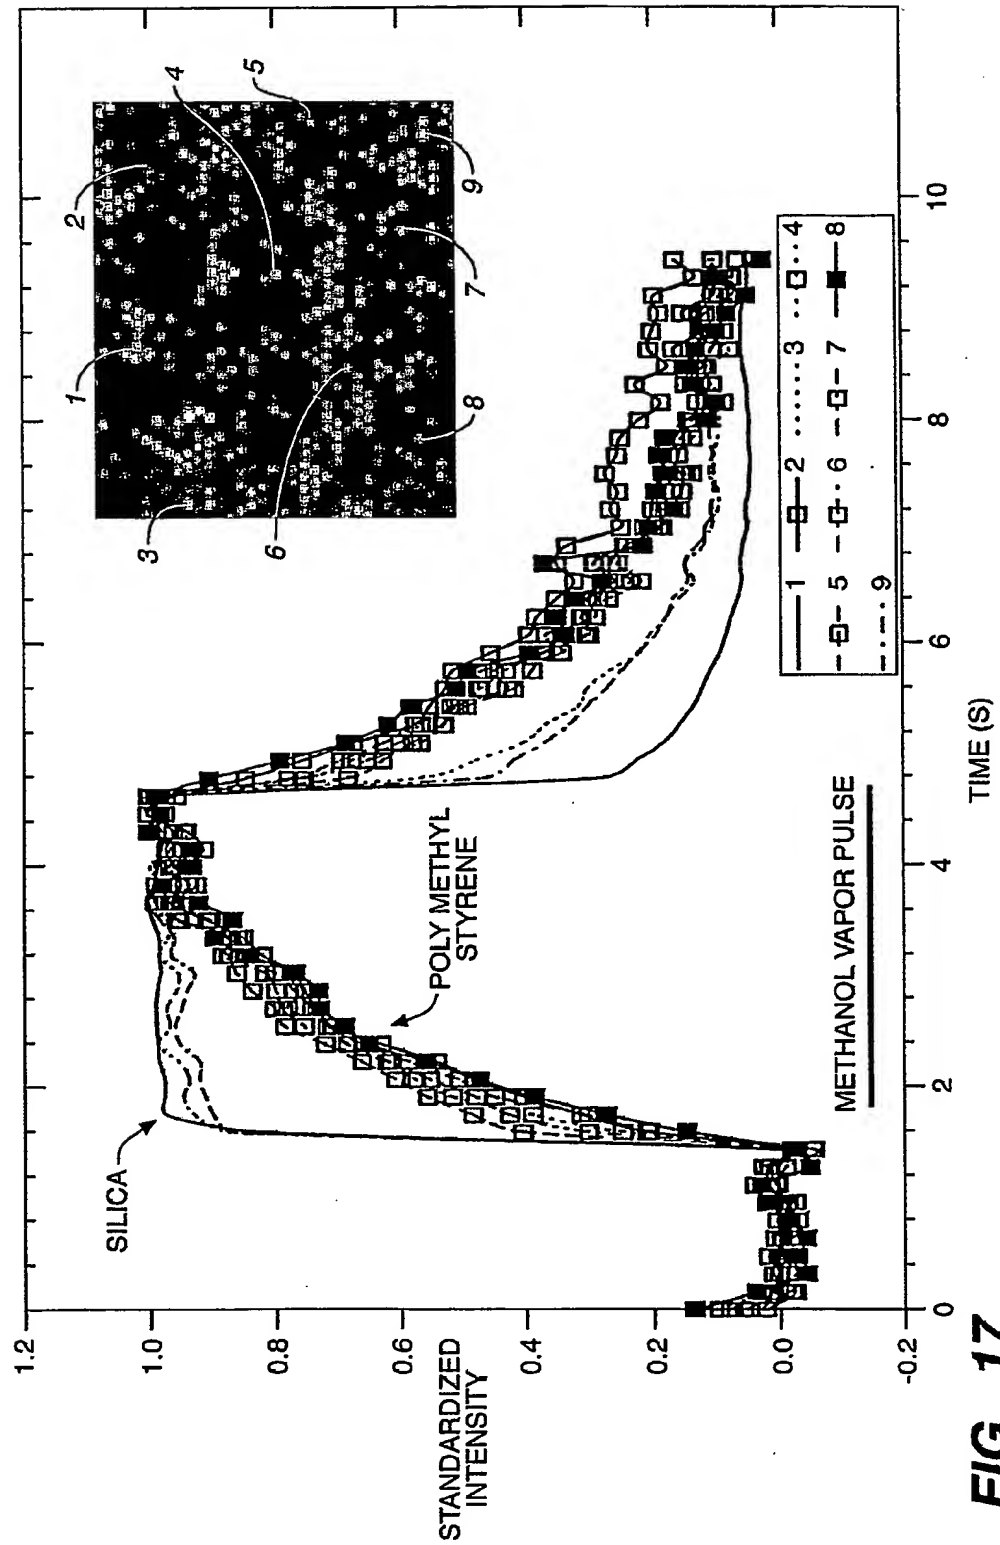 1.2
1.0
0.8
0.6
0.4
0.2
0.0
-0.2
STANDARDIZED
INTENSITY
SILICA
POLY METHYL
STYRENE
METHANOL VAPOR PULSE
0
2
4
6
8
10
TIME (S)
1
2
3
4
5
6
7
8
9
1 2 3 4
5 6 7 8
9
FIG. 17